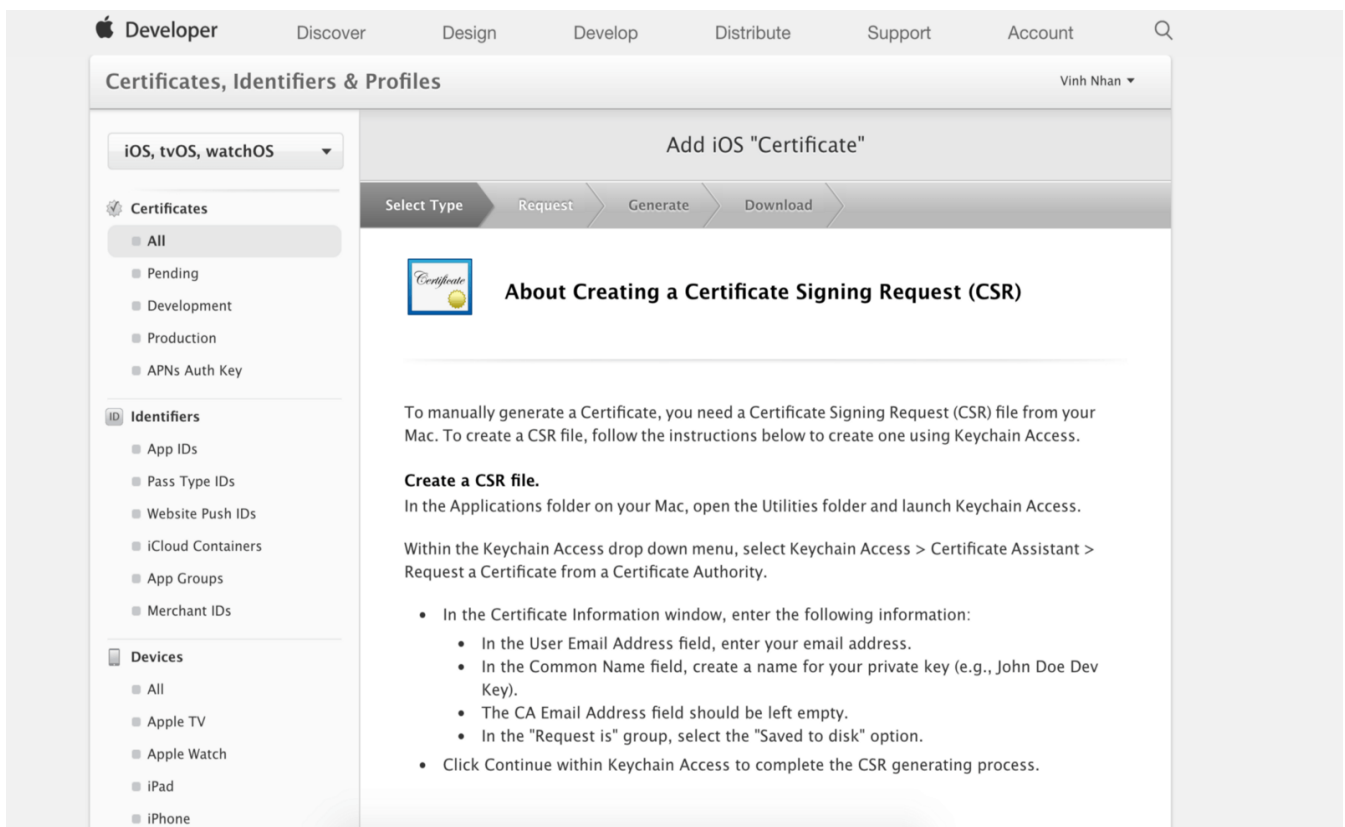 Developer Discover Design Develop Distribute Support Account
Certificates, Identifiers & Profiles
Vinh Nhan
iOS, tvOS, watchOS
Certificates
All
Pending
Development
Production
APNs Auth Key
ID Identifiers
App IDs
Pass Type IDs
Website Push IDs
iCloud Containers
App Groups
Merchant IDs
Devices
All
Apple TV
Apple Watch
iPad
iPhone
Add iOS "Certificate"
Select Type Request Generate Download
Certificate
About Creating a Certificate Signing Request (CSR)
To manually generate a Certificate, you need a Certificate Signing Request (CSR) file from your
Mac. To create a CSR file, follow the instructions below to create one using Keychain Access.
Create a CSR file.
In the Applications folder on your Mac, open the Utilities folder and launch Keychain Access.
Within the Keychain Access drop down menu, select Keychain Access > Certificate Assistant >
Request a Certificate from a Certificate Authority.
• In the Certificate Information window, enter the following information:
• In the User Email Address field, enter your email address.
• In the Common Name field, create a name for your private key (e.g., John Doe Dev
Key).
• The CA Email Address field should be left empty.
• In the "Request is" group, select the "Saved to disk" option.
• Click Continue within Keychain Access to complete the CSR generating process.